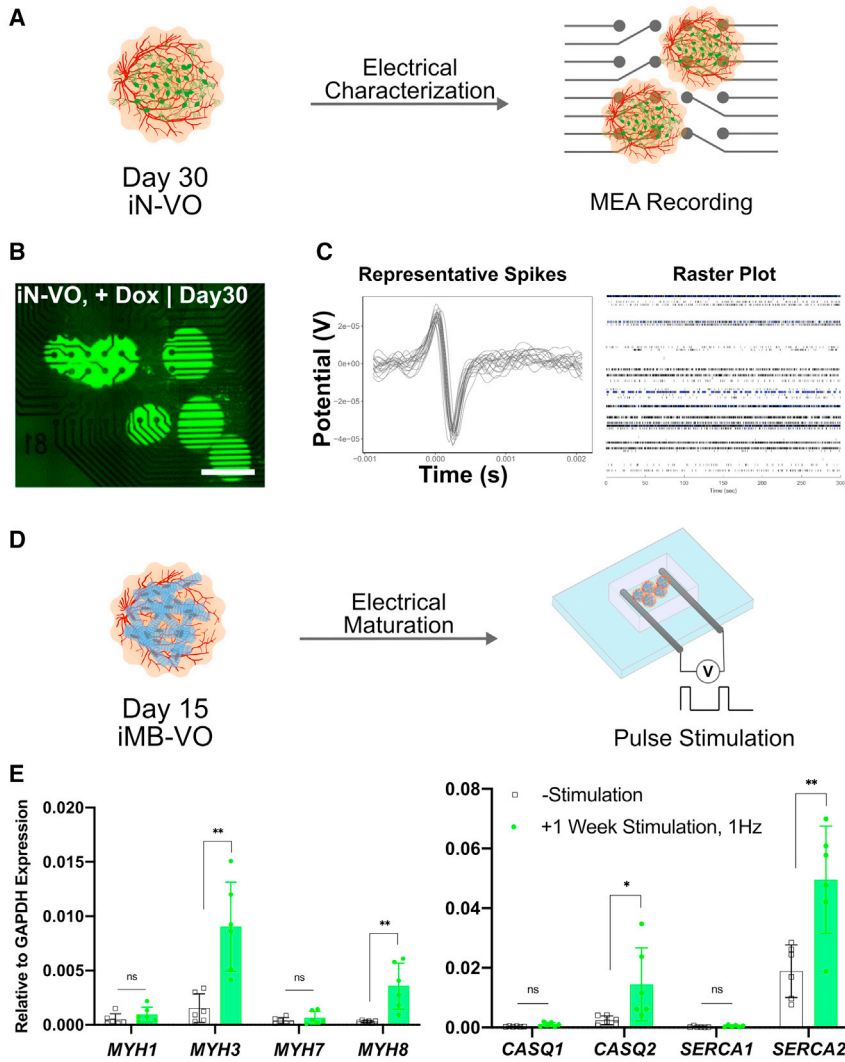 A
Day 30
iN-VO
Electrical
Characterization
MEA Recording
B
iN-VO, + Dox | Day30
18
C
Representative Spikes
Potential (V)
2e-05
0e+00
-2e-05
-4e-05
-0.001
0.000
0.001
0.002
Time (s)
Raster Plot
0
50
100
150
200
250
300
Time (sec)
D
Day 15
iMB-VO
Electrical
Maturation
V
Pulse Stimulation
E
Relative to GAPDH Expression
0.020
0.015
0.010
0.005
0.000
ns
**
ns
**
MYH1
MYH3
MYH7
MYH8
0.08
0.06
0.04
0.02
0.00
-Stimulation
+1 Week Stimulation, 1Hz
ns
*
ns
**
CASQ1
CASQ2
SERCA1
SERCA2